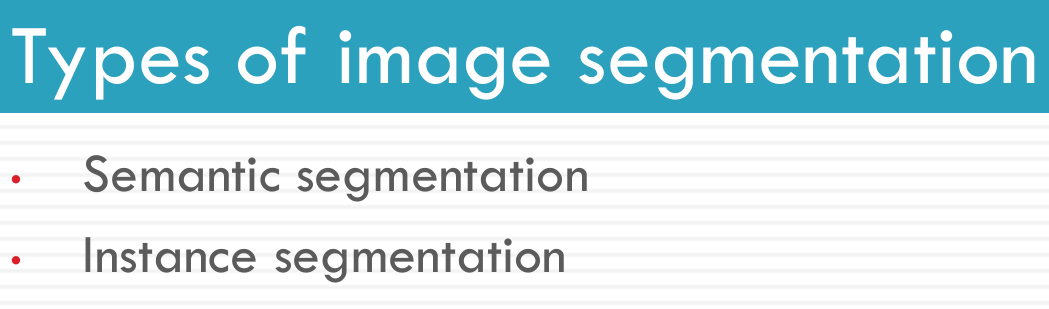 Types of image segmentation
• Semantic segmentation
• Instance segmentation